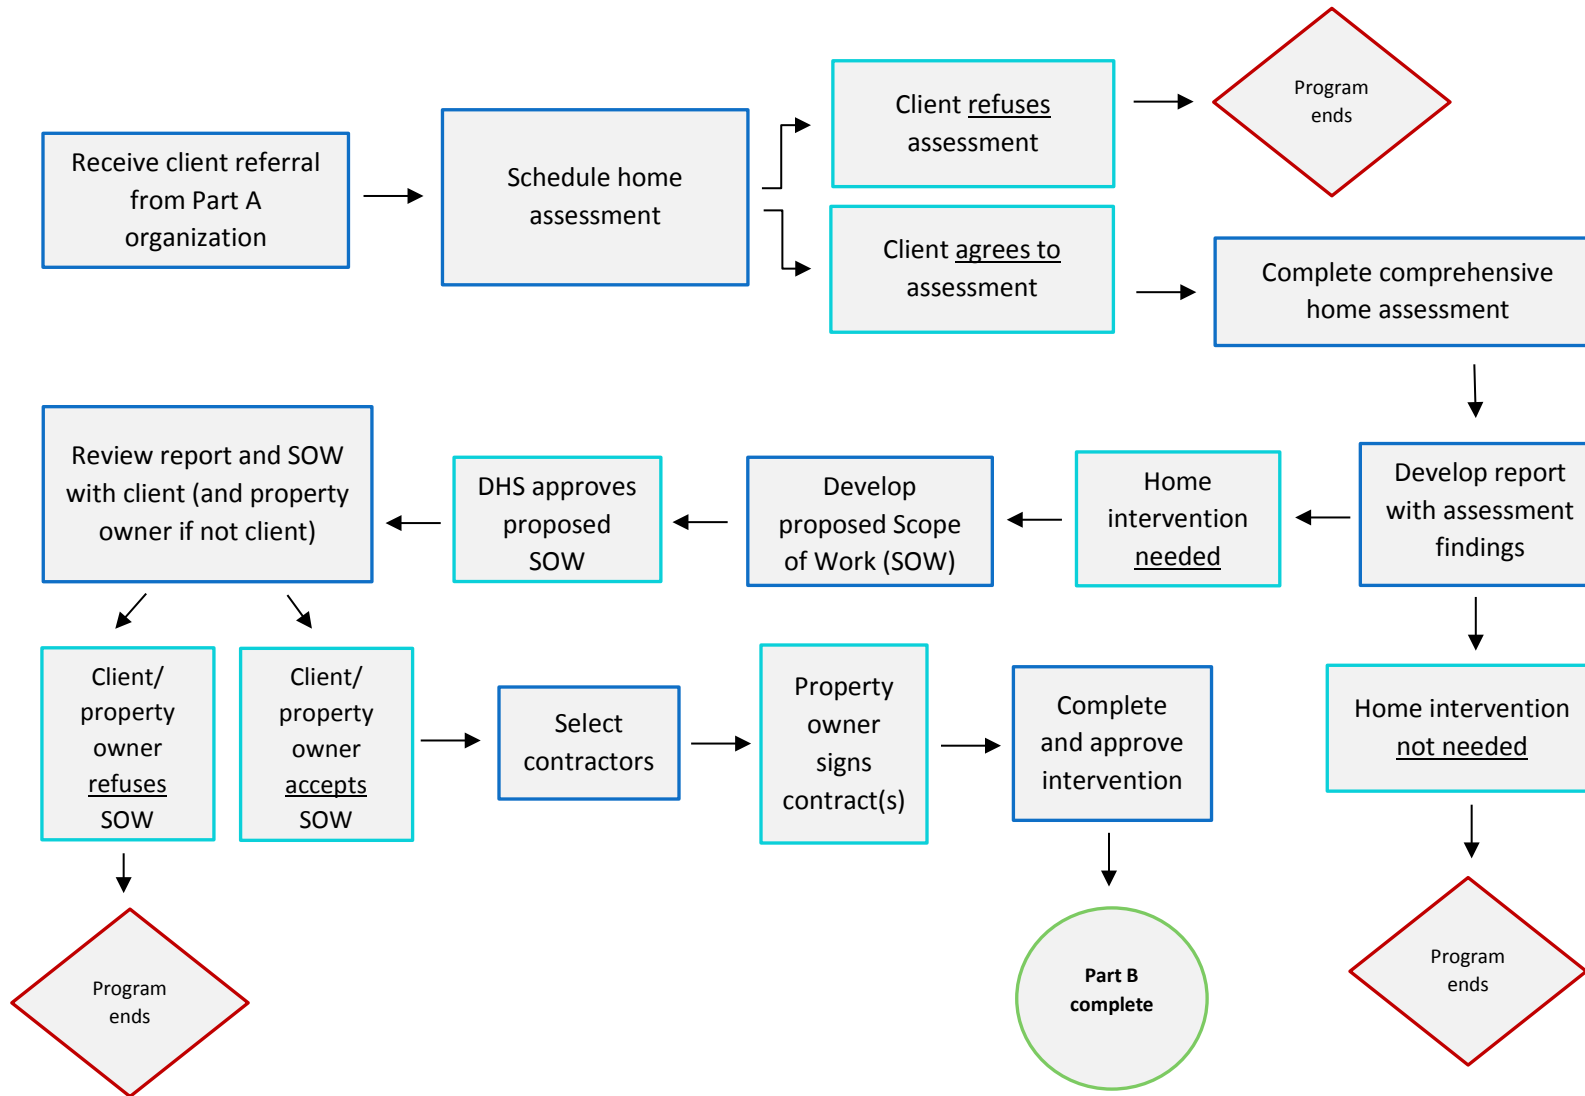 Receive client referral
from Part A
organization
Schedule home
assessment
Client refuses
assessment
Program
ends
Client agrees to
assessment
Complete comprehensive
home assessment
Develop report
with assessment
findings
Home
intervention
needed
Develop
proposed Scope
of Work (SOW)
DHS approves
proposed
SOW
Review report and SOW
with client (and property
owner if not client)
Client/
property
owner
refuses
SOW
Client/
property
owner
accepts
SOW
Select
contractors
Property
owner
signs
contract(s)
Complete
and approve
intervention
Home intervention
not needed
Program
ends
Part B
complete
Program
ends